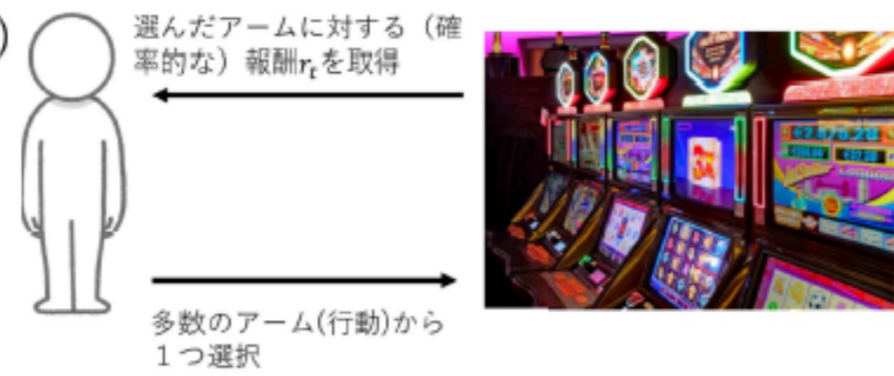 )
選んだアームに対する（確
率的な）報酬r_tを取得
多数のアーム(行動)から
１つ選択